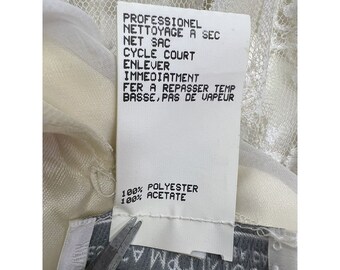 PROFESSIONEL
NETTOYAGE A SEC
NET SAC
CYCLE COURT
ENLEVER
IMMEDIATMENT
FER A REPASSER TEMP
BASSE,PAS DE VAPEUR
100% POLYESTER
100% ACETATE